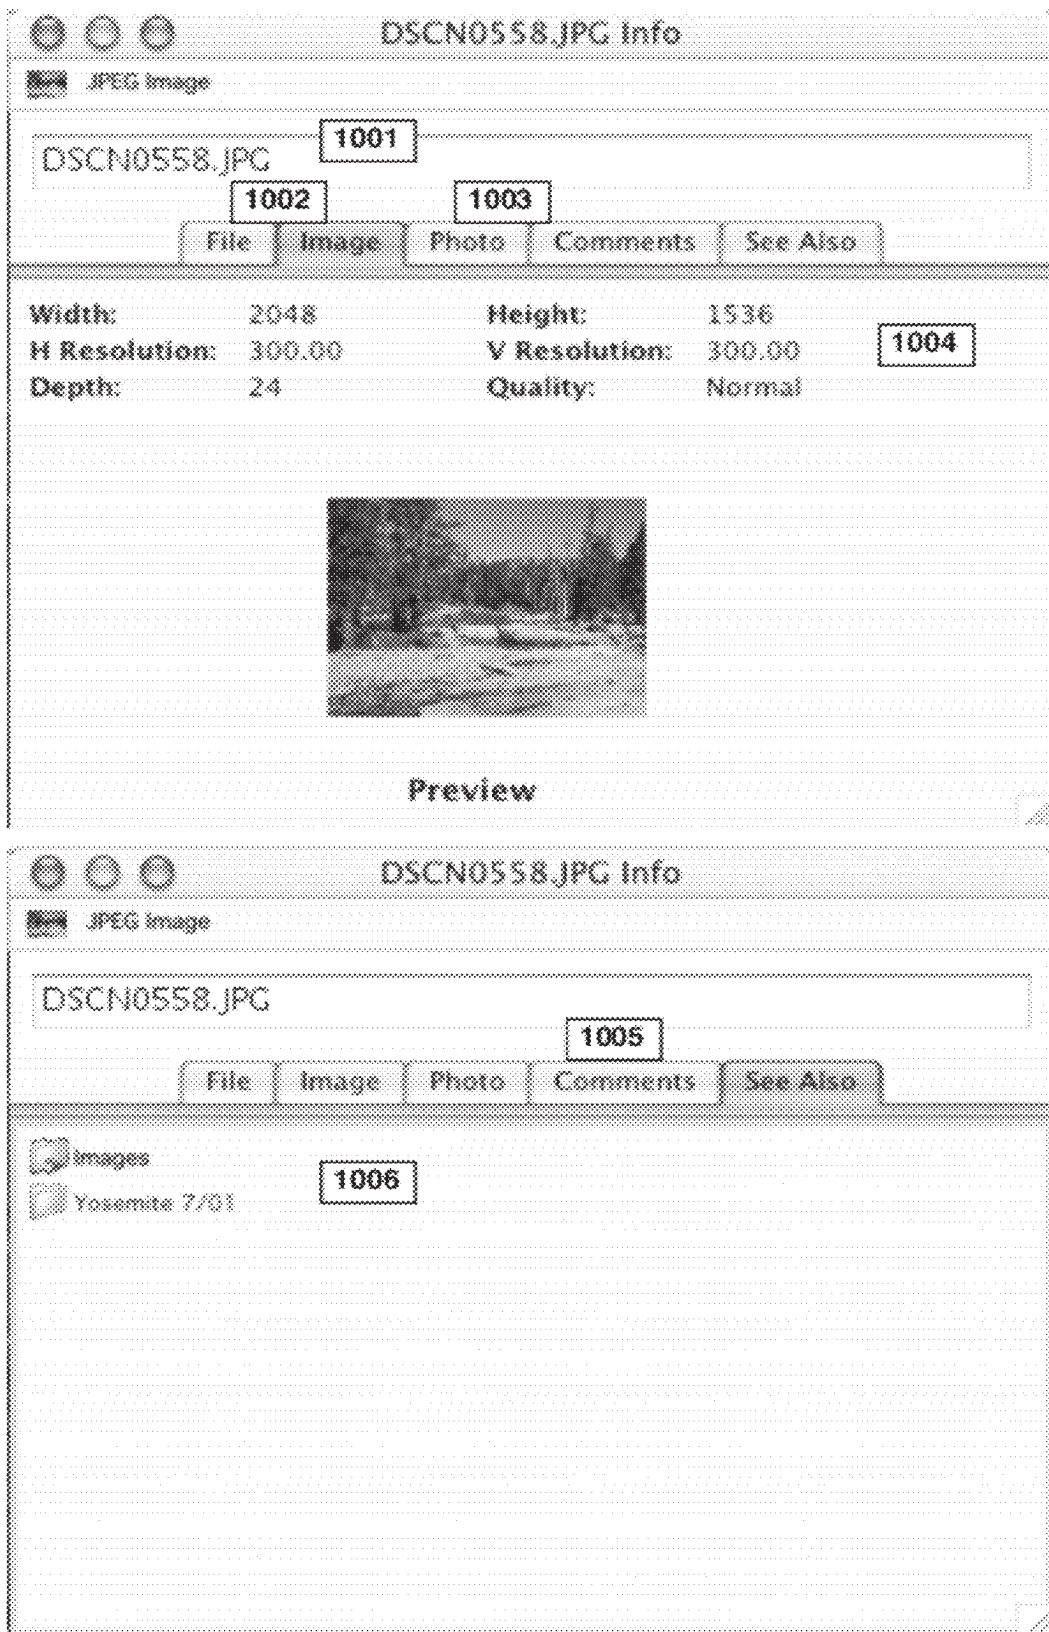 DSCN0558.JPG Info
JPEG Image
1001
DSCN0558.JPG
1002 1003
File Image Photo Comments See Also
Width: 2048 Height: 1536
H Resolution: 300.00 V Resolution: 300.00 1004
Depth: 24 Quality: Normal
Preview
DSCN0558.JPG Info
JPEG Image
DSCN0558.JPG
1005
File Image Photo Comments See Also
Images
1006
Yosemite 7/01